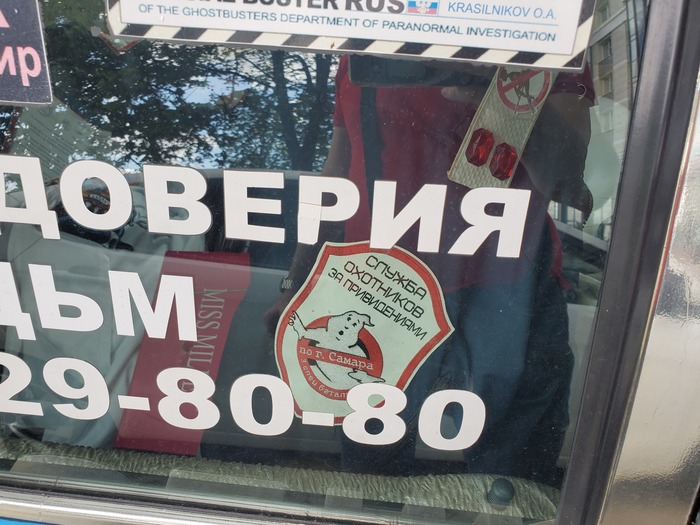 BUSTER RUS KRASILNIKOV O.A.
OF THE GHOSTBUSTERS DEPARTMENT OF PARANORMAL INVESTIGATION
ир
ДОВЕРИЯ
ДЬМ
MISS
СЛУЖБА
ОХОТНИКОВ
ЗА ПРИВИДЕНИЯМИ
по г. Самара
29-80-80